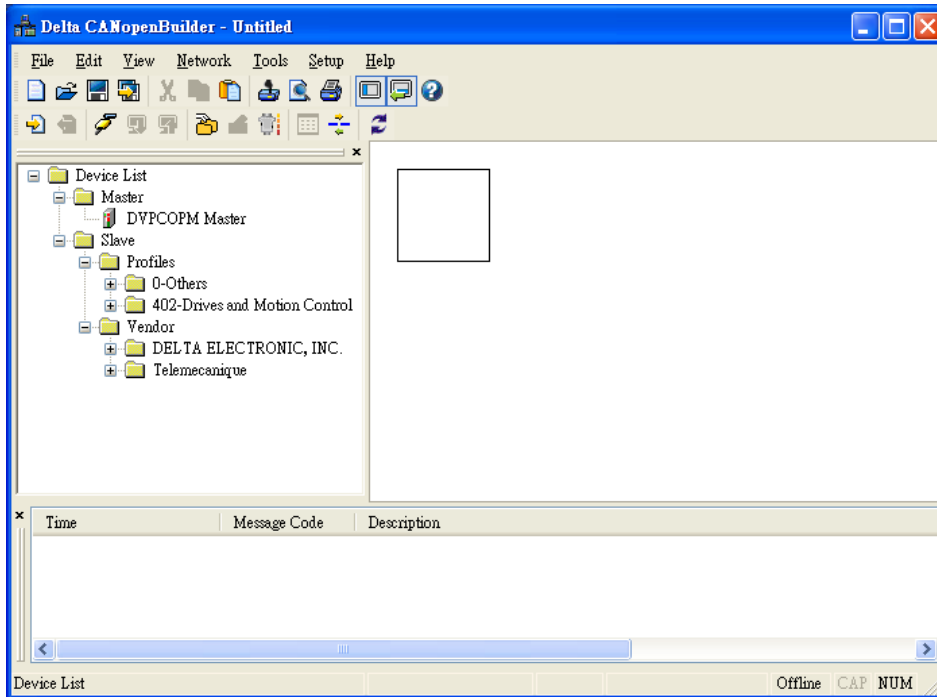 Delta CANopenBuilder - Untitled
File Edit View Network Tools Setup Help
Device List
Master
DVPCOPM Master
Slave
Profiles
0-Others
402-Drives and Motion Control
Vendor
DELTA ELECTRONIC, INC.
Telemecanique
Time Message Code Description
Device List Offline CAP NUM